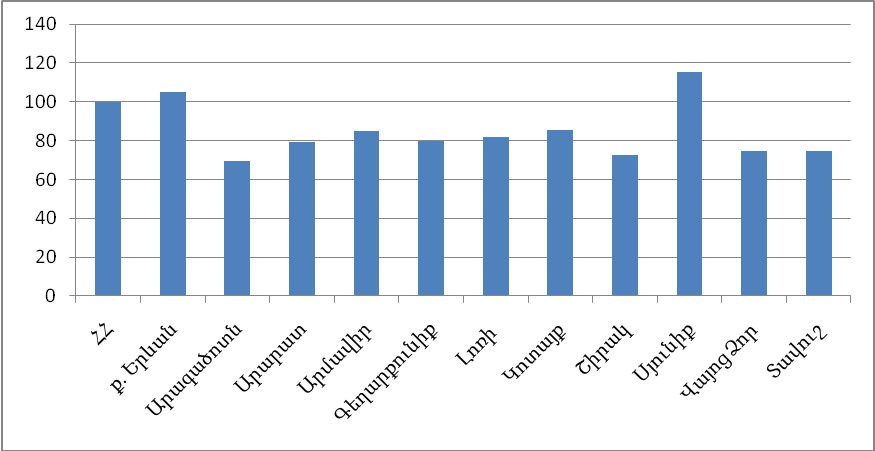 140
120
100
80
60
40
20
0
ՀՀ
ք. Երևան
Արագածոտն
Արարատ
Արմավիր
Գեղարքունիք
Լոռի
Կոտայք
Շիրակ
Սյունիք
Վայոց Ձոր
Տավուշ